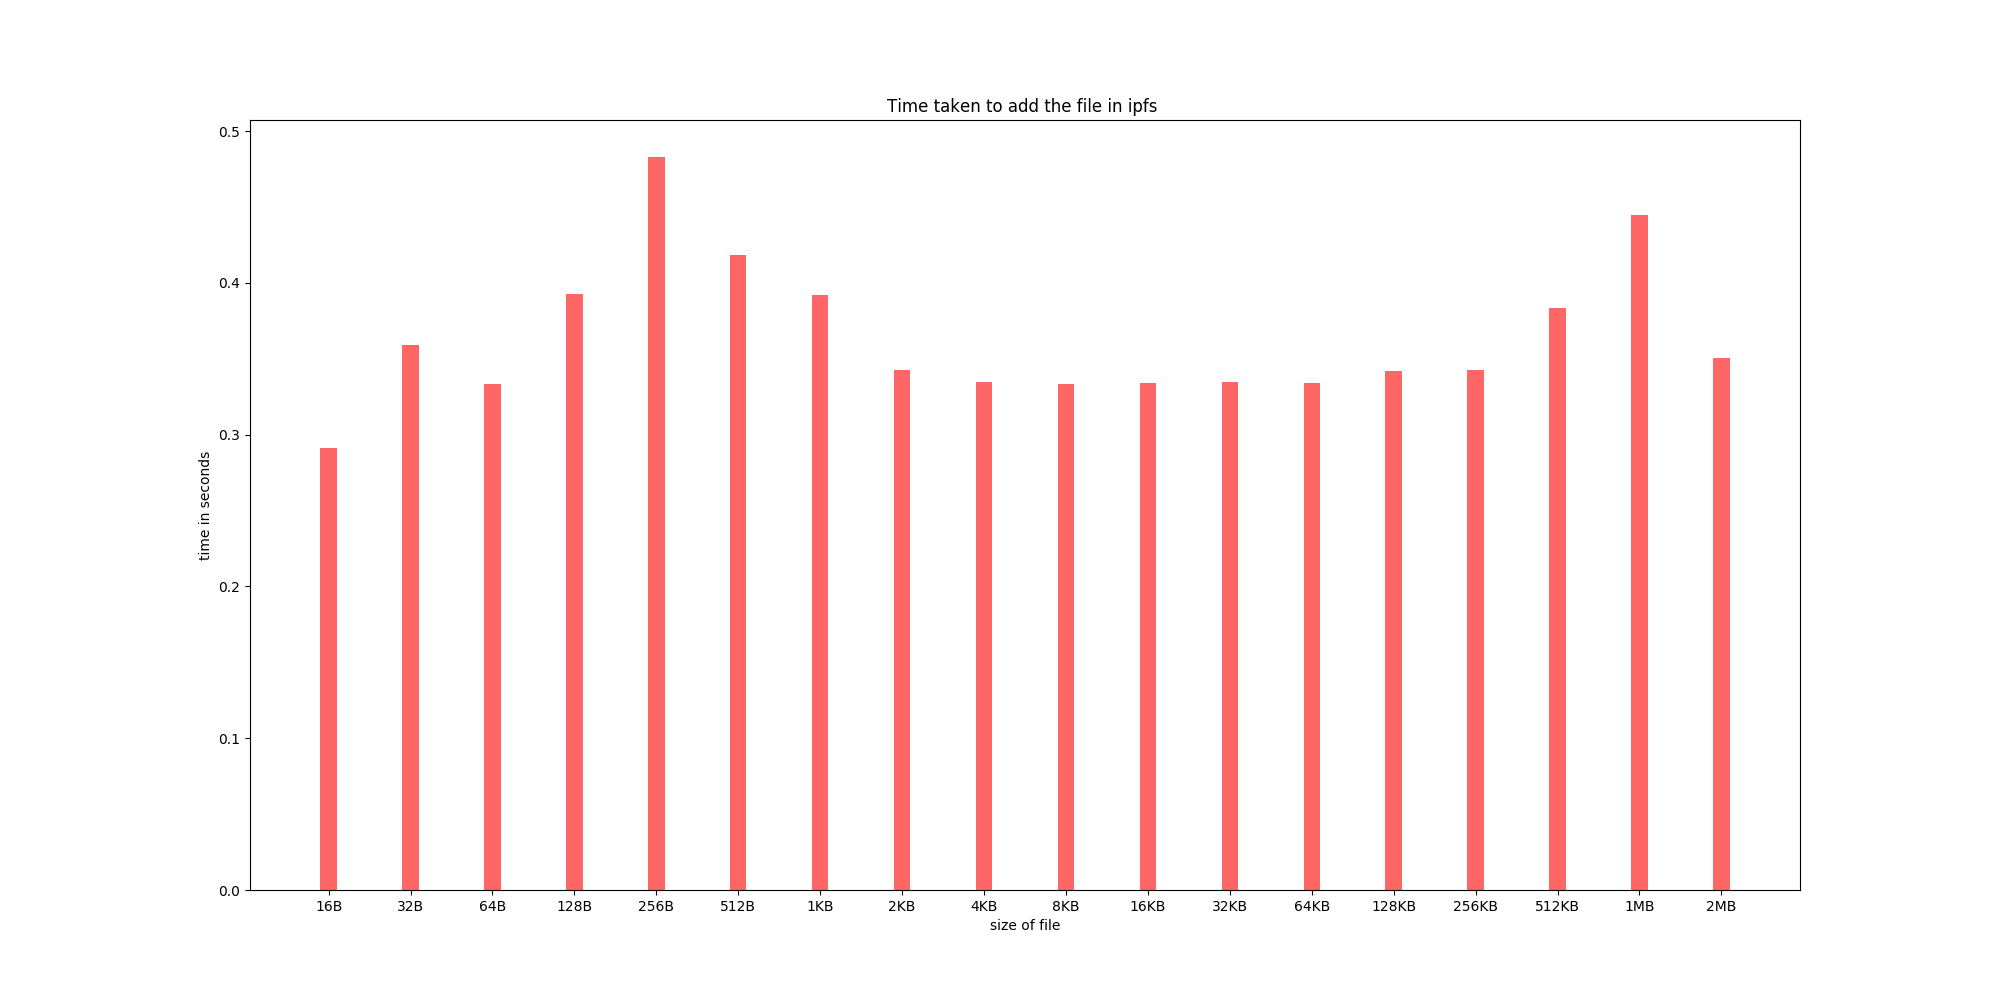 Time taken to add the file in ipfs
0.5
0.4
0.3
0.2
0.1
0.0
time in seconds
16B 32B 64B 128B 256B 512B 1KB 2KB 4KB 8KB 16KB 32KB 64KB 128KB 256KB 512KB 1MB 2MB
size of file